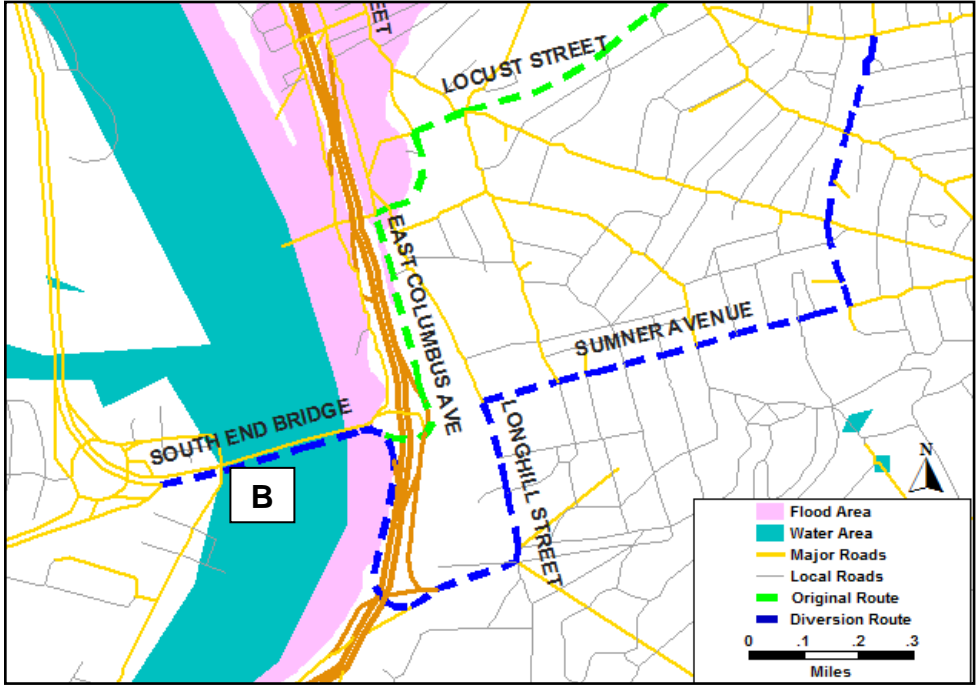 EET
LOCUST STREET
EAST COLUMBUS AVE
SUMNER AVENUE
SOUTH END BRIDGE
LONGHILL STREET
B
N
Flood Area
Water Area
Major Roads
Local Roads
Original Route
Diversion Route
0 .1 .2 .3
Miles